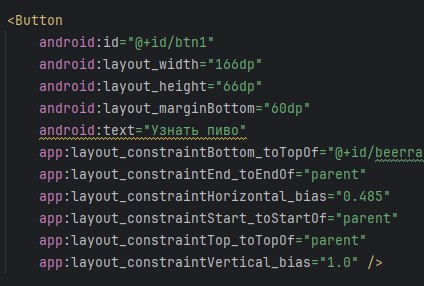 <Button
android:id="@+id/btn1"
android:layout_width="166dp"
android:layout_height="66dp"
android:layout_marginBottom="60dp"
android:text="Узнать пиво"
app:layout_constraintBottom_toTopOf="@+id/beerra
app:layout_constraintEnd_toEndOf="parent"
app:layout_constraintHorizontal_bias="0.485"
app:layout_constraintStart_toStartOf="parent"
app:layout_constraintTop_toTopOf="parent"
app:layout_constraintVertical_bias="1.0" />